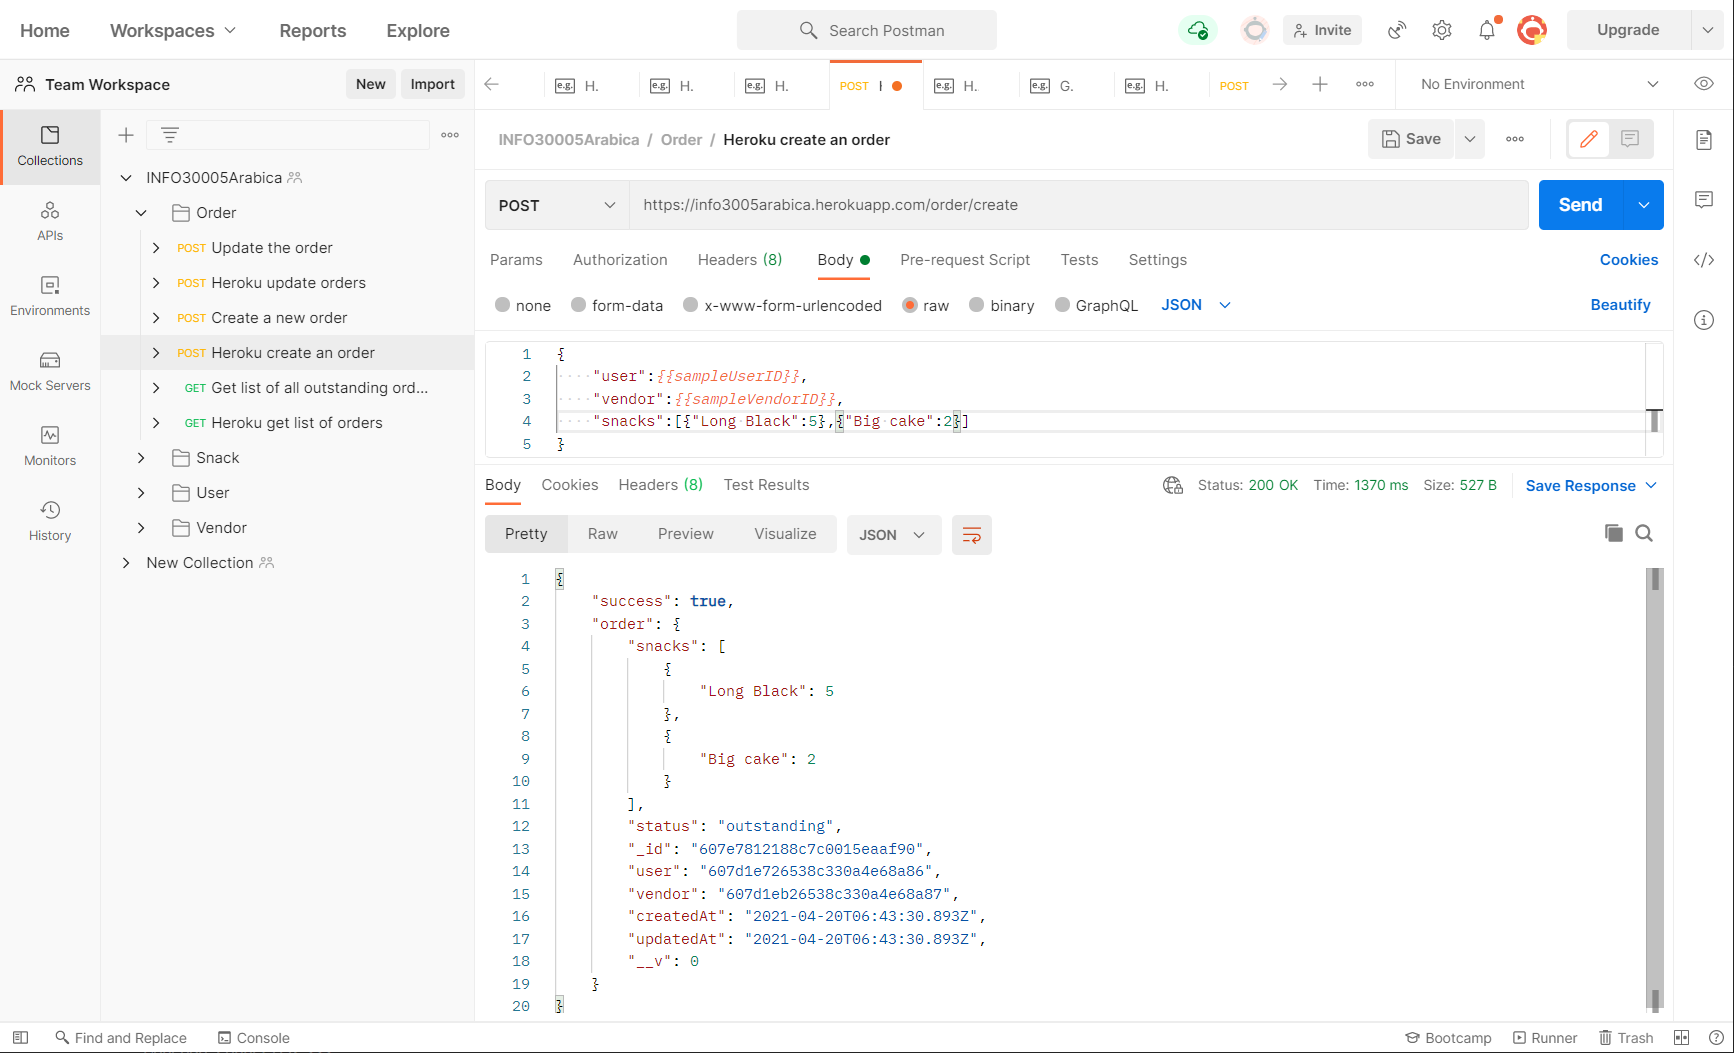 Home
Workspaces
Reports
Explore
Search Postman
Invite
Upgrade
Team Workspace
New
Import
e.g. H.
e.g. H.
e.g. H.
POST
e.g. H.
e.g. G.
e.g. H.
POST
No Environment
Collections
APIs
Environments
Mock Servers
Monitors
History
INFO30005Arabica
Order
POST Update the order
POST Heroku update orders
POST Create a new order
POST Heroku create an order
GET Get list of all outstanding ord...
GET Heroku get list of orders
Snack
User
Vendor
New Collection
INFO30005Arabica / Order / Heroku create an order
Save
POST
https://info3005arabica.herokuapp.com/order/create
Send
Params Authorization Headers (8) Body Pre-request Script Tests Settings
Cookies
none form-data x-www-form-urlencoded raw binary GraphQL JSON
Beautify
1 {
2 ····"user":{{sampleUserID}},
3 ····"vendor":{{sampleVendorID}},
4 ····"snacks":[{"Long·Black":5},{"Big·cake":2}]
5 }
Body Cookies Headers (8) Test Results
Status: 200 OK Time: 1370 ms Size: 527 B
Save Response
Pretty Raw Preview Visualize JSON
1 {
2 "success": true,
3 "order": {
4 "snacks": [
5 {
6 "Long Black": 5
7 },
8 {
9 "Big cake": 2
10 }
11 ],
12 "status": "outstanding",
13 "_id": "607e7812188c7c0015eaaf90",
14 "user": "607d1e726538c330a4e68a86",
15 "vendor": "607d1eb26538c330a4e68a87",
16 "createdAt": "2021-04-20T06:43:30.893Z",
17 "updatedAt": "2021-04-20T06:43:30.893Z",
18 "__v": 0
19 }
20 }
Find and Replace
Console
Bootcamp
Runner
Trash